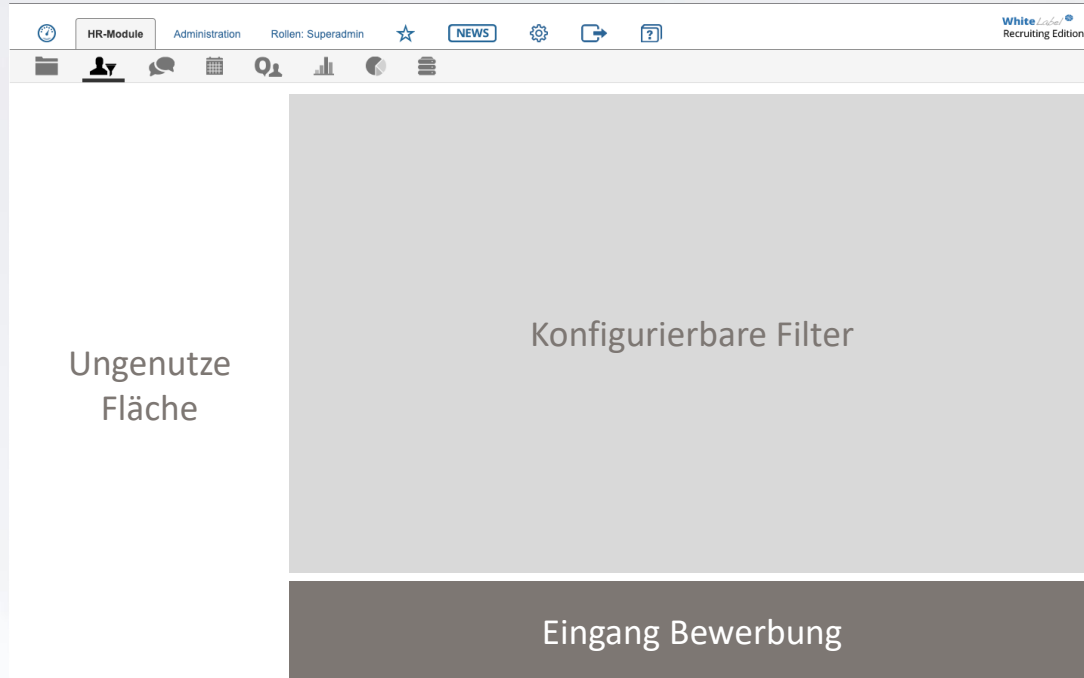 HR-Module Administration Rollen: Superadmin NEWS ?
White Label
Recruiting Edition
Q
Ungenutze
Fläche
Konfigurierbare Filter
Eingang Bewerbung